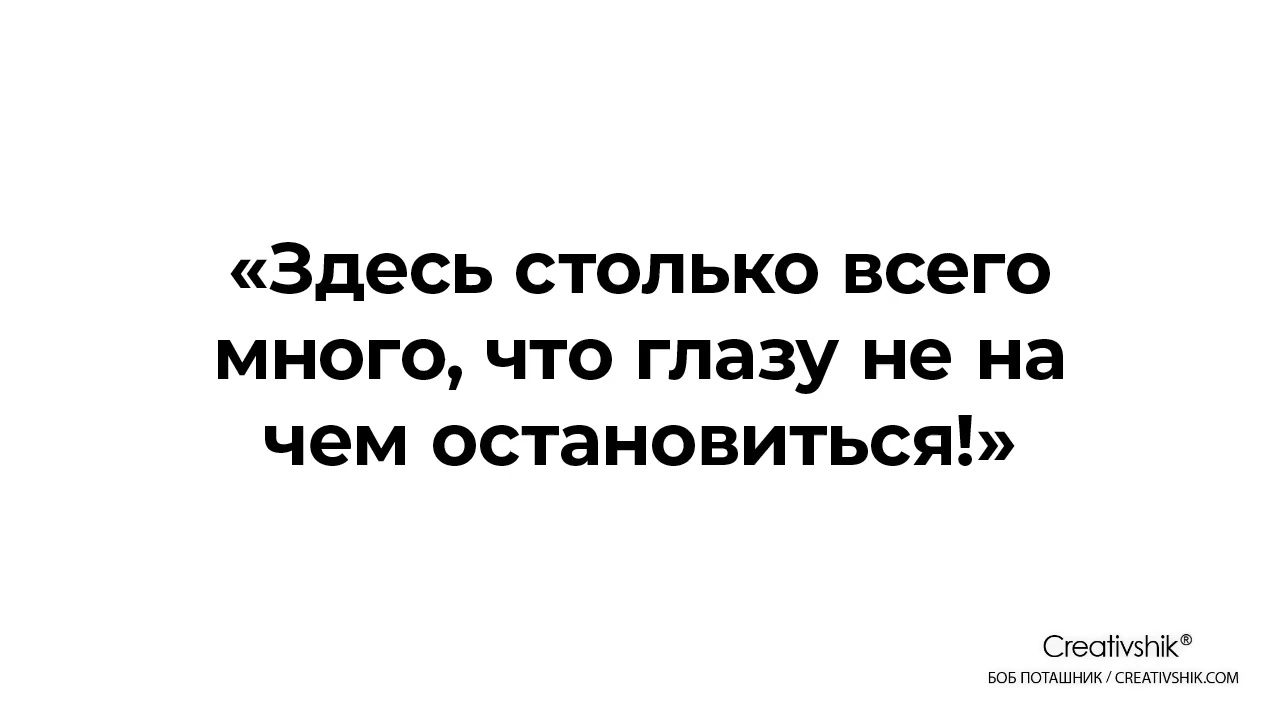 «Здесь столько всего
много, что глазу не на
чем остановиться!»
Creativshik®
БОБ ПОТАШНИК / CREATIVSHIK.COM